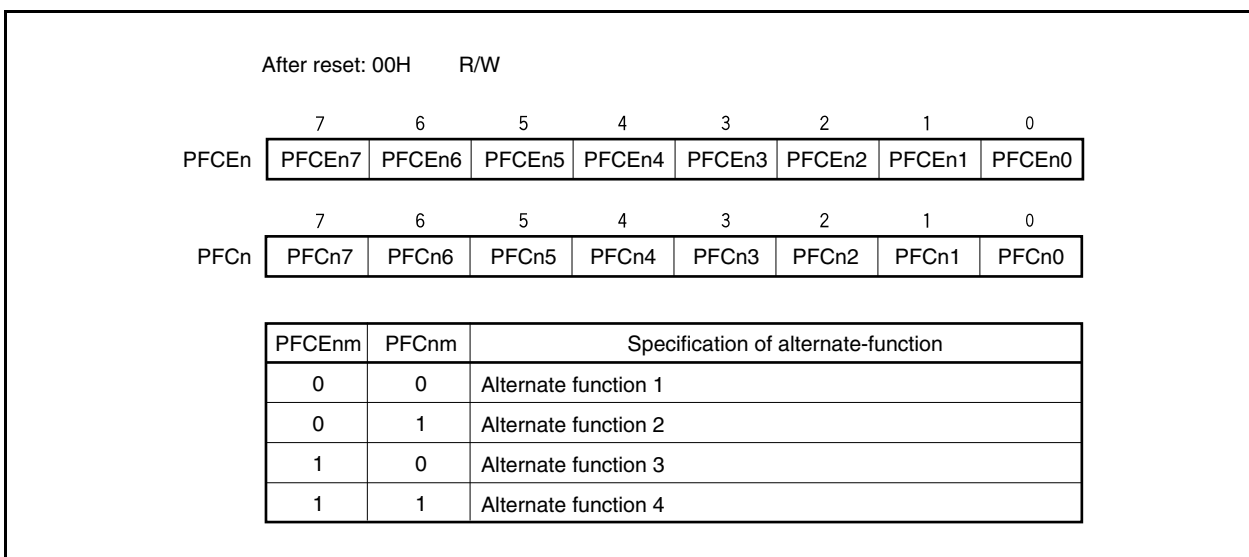 After reset: 00H R/W
7 6 5 4 3 2 1 0
PFCEn PFCEn7 PFCEn6 PFCEn5 PFCEn4 PFCEn3 PFCEn2 PFCEn1 PFCEn0
7 6 5 4 3 2 1 0
PFCn PFCn7 PFCn6 PFCn5 PFCn4 PFCn3 PFCn2 PFCn1 PFCn0
PFCEnm PFCnm Specification of alternate-function
0 0 Alternate function 1
0 1 Alternate function 2
1 0 Alternate function 3
1 1 Alternate function 4